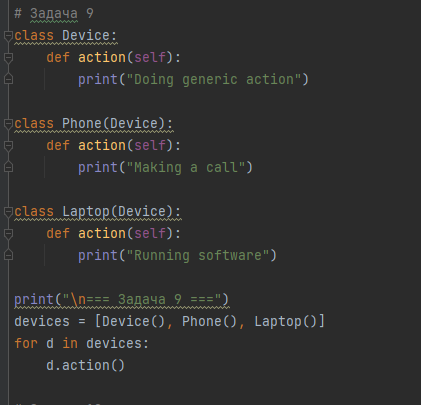 # Задача 9
class Device:
    def action(self):
        print("Doing generic action")

class Phone(Device):
    def action(self):
        print("Making a call")

class Laptop(Device):
    def action(self):
        print("Running software")

print("\n=== Задача 9 ===")
devices = [Device(), Phone(), Laptop()]
for d in devices:
    d.action()